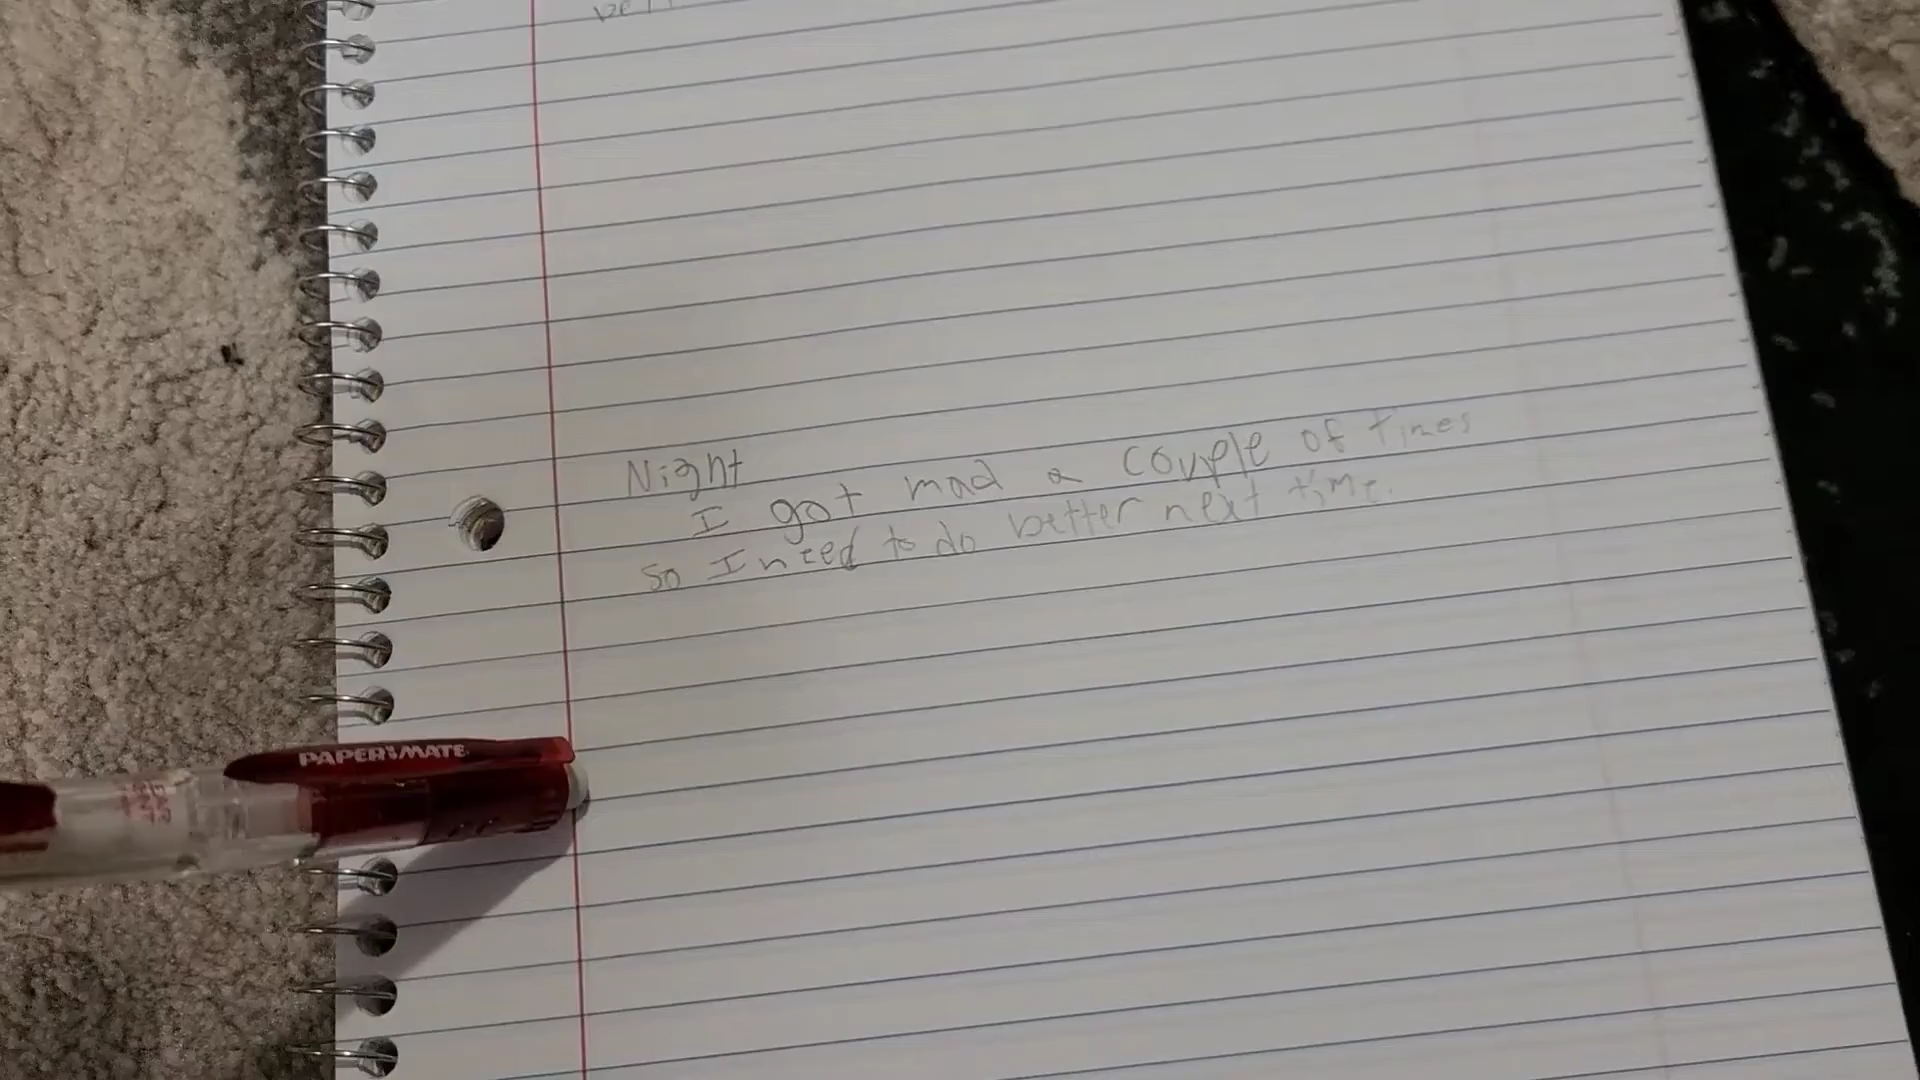 Night
I got mad a couple of times
so I need to do better next time.
PAPER MATE